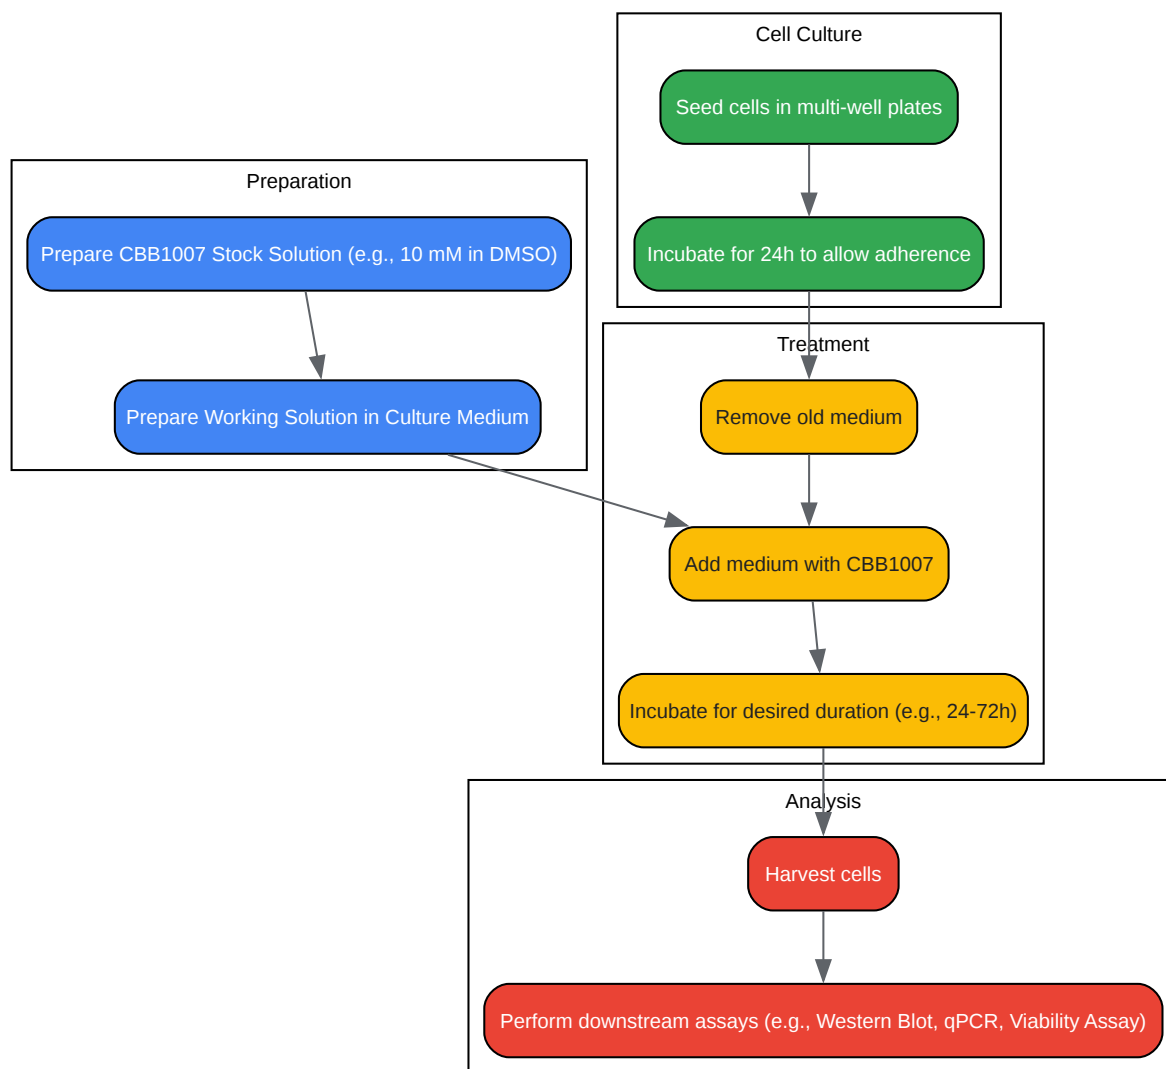 Cell Culture
Seed cells in multi-well plates
Incubate for 24h to allow adherence
Preparation
Prepare CBB1007 Stock Solution (e.g., 10 mM in DMSO)
Prepare Working Solution in Culture Medium
Treatment
Remove old medium
Add medium with CBB1007
Incubate for desired duration (e.g., 24-72h)
Analysis
Harvest cells
Perform downstream assays (e.g., Western Blot, qPCR, Viability Assay)